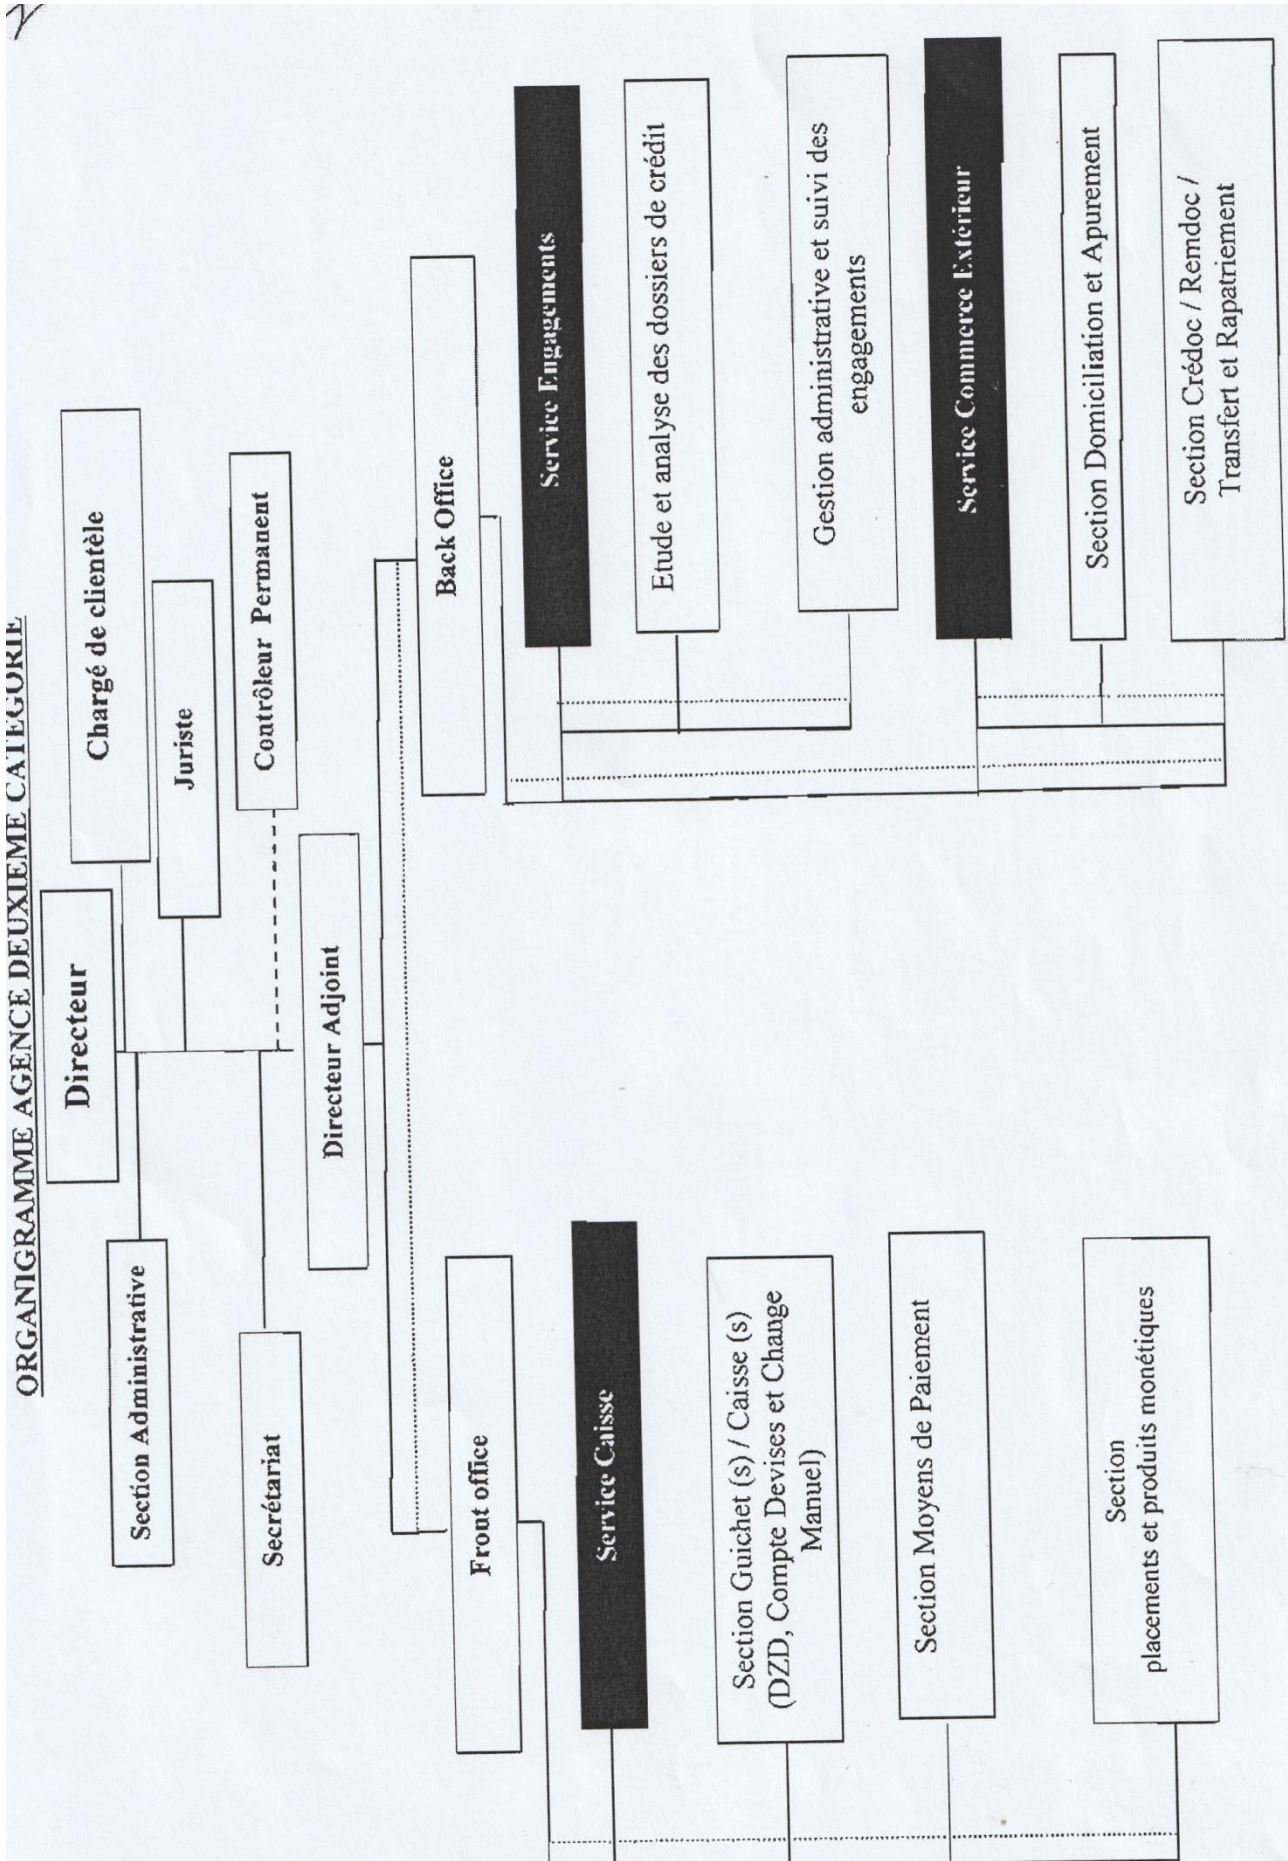 ORGANIGRAMME AGENCE DEUXIEME CATEGORIE
Directeur
Chargé de clientèle
Section Administrative
Juriste
Secrétariat
Contrôleur Permanent
Directeur Adjoint
Front office
Back Office
Service Caisse
Section Guichet (s) / Caisse (s)
(DZD, Compte Devises et Change
Manuel)
Section Moyens de Paiement
Section
placements et produits monétiques
Service Engagements
Etude et analyse des dossiers de crédit
Gestion administrative et suivi des
engagements
Service Commerce Extérieur
Section Domiciliation et Apurement
Section Crédoc / Remdoc /
Transfert et Rapatriement